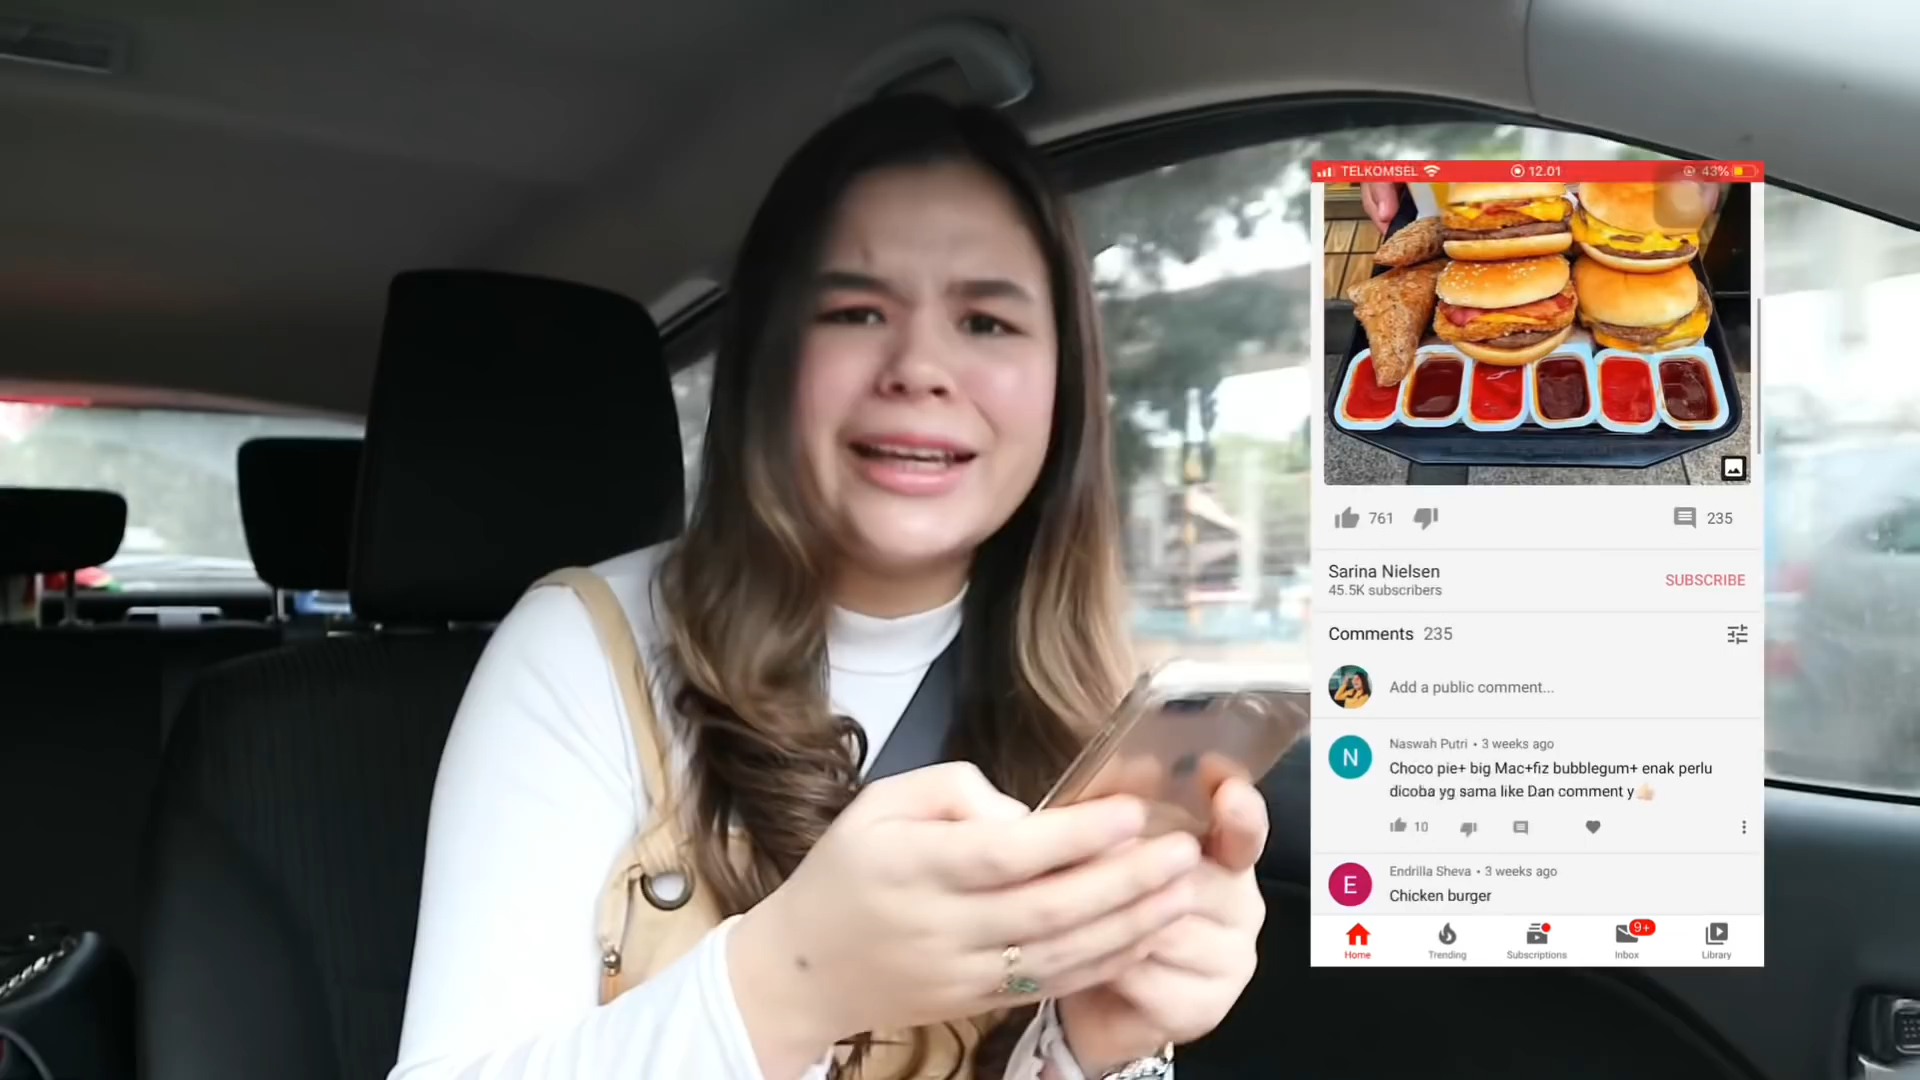 TELKOMSEL 12.01 43%
761 235
Sarina Nielsen
45.5K subscribers
SUBSCRIBE
Comments 235
Add a public comment...
N
Naswah Putri • 3 weeks ago
Choco pie+ big Mac+fiz bubblegum+ enak perlu
dicoba yg sama like Dan comment y👍🏻
10
E
Endrilla Sheva • 3 weeks ago
Chicken burger
9+
Home Trending Subscriptions Inbox Library